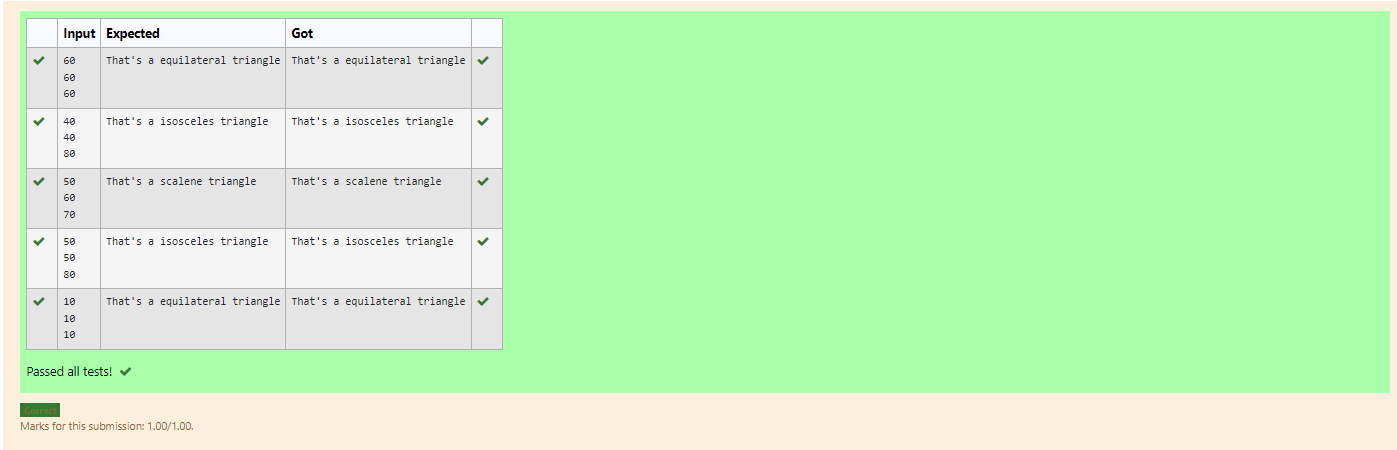 Input Expected Got
60 That's a equilateral triangle That's a equilateral triangle
60
60
40 That's a isosceles triangle That's a isosceles triangle
40
80
50 That's a scalene triangle That's a scalene triangle
60
70
50 That's a isosceles triangle That's a isosceles triangle
50
80
10 That's a equilateral triangle That's a equilateral triangle
10
10
Passed all tests!
Correct
Marks for this submission: 1.00/1.00.